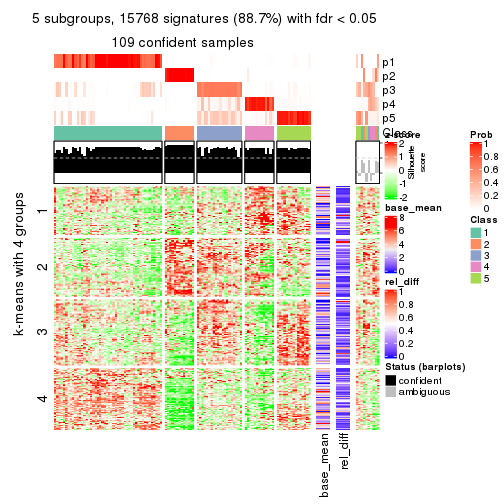 5 subgroups, 15768 signatures (88.7%) with fdr < 0.05
109 confident samples
p1
p2
p3
p4
p5
Class
Silhouette
score
1
2
3
4
k-means with 4 groups
base_mean
rel_diff
z-score
2
1
0
-1
-2
base_mean
8
6
4
2
0
rel_diff
1
0.8
0.6
0.4
0.2
0
Prob
1
0.8
0.6
0.4
0.2
0
Class
1
2
3
4
5
Status (barplots)
confident
ambiguous